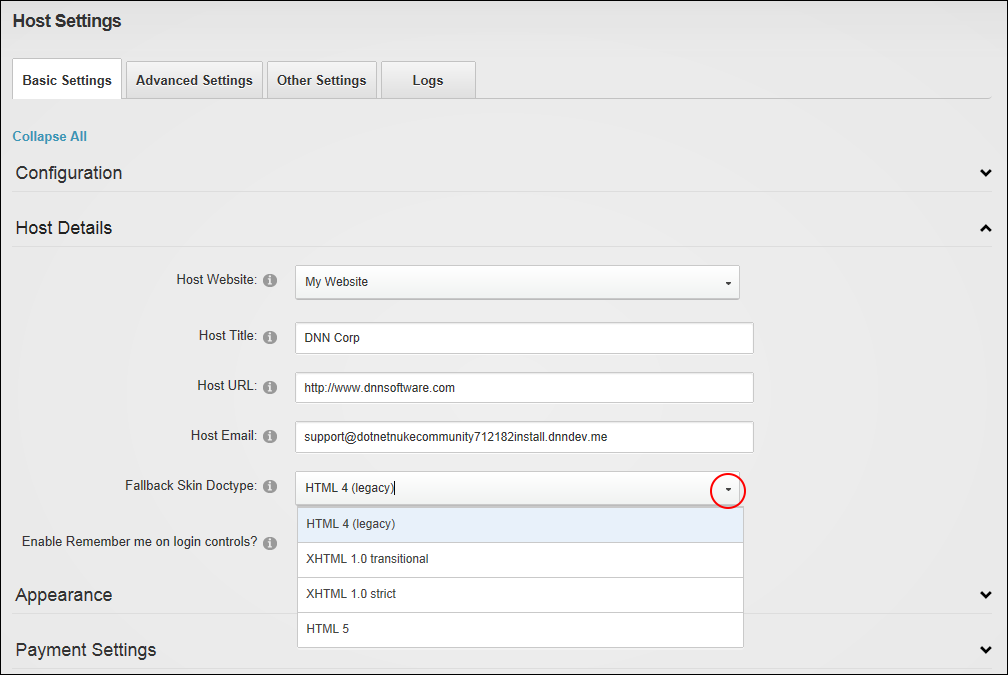 Host Settings
Basic Settings Advanced Settings Other Settings Logs
Collapse All
Configuration
Host Details
Host Website: My Website
Host Title: DNN Corp
Host URL: http://www.dnnsoftware.com
Host Email: support@dotnetnukecommunity712182install.dnndev.me
Fallback Skin Doctype: HTML 4 (legacy)
HTML 4 (legacy)
Enable Remember me on login controls?
XHTML 1.0 transitional
XHTML 1.0 strict
HTML 5
Appearance
Payment Settings